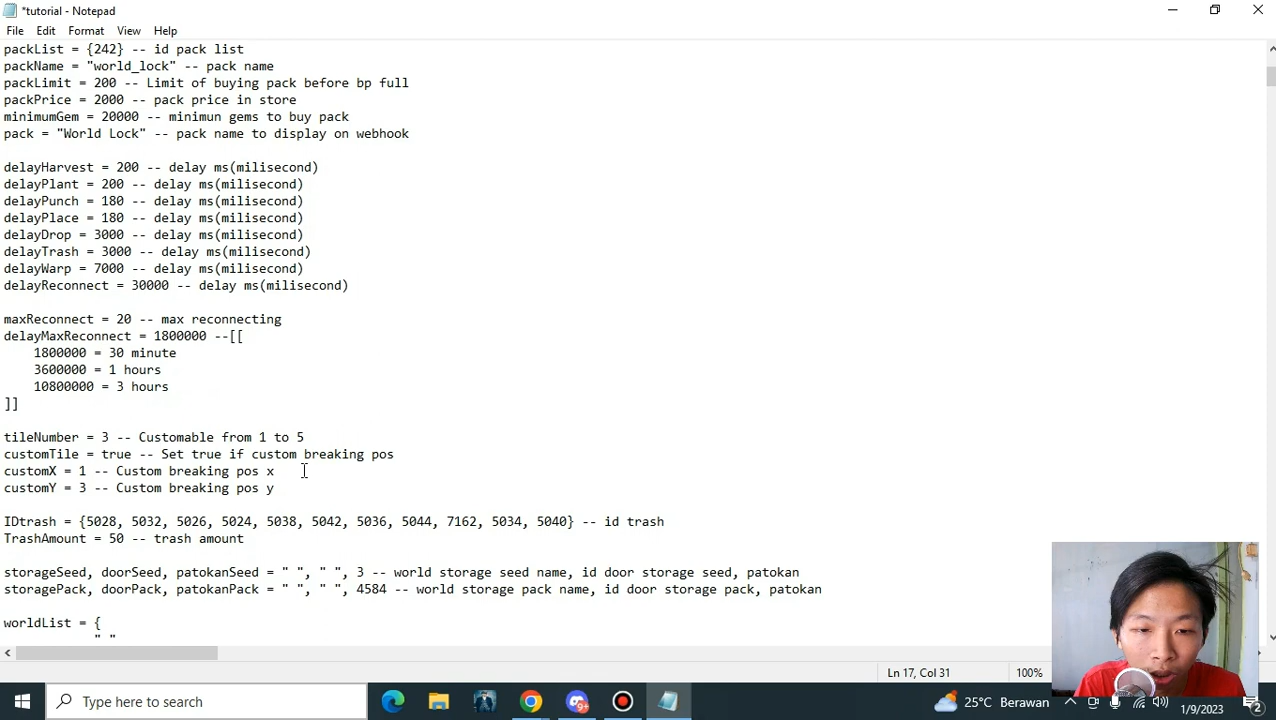 *tutorial - Notepad
File Edit Format View Help
packList = {242} -- id pack list
packName = "world_lock" -- pack name
packLimit = 200 -- Limit of buying pack before bp full
packPrice = 2000 -- pack price in store
minimumGem = 20000 -- minimun gems to buy pack
pack = "World Lock" -- pack name to display on webhook
delayHarvest = 200 -- delay ms(milisecond)
delayPlant = 200 -- delay ms(milisecond)
delayPunch = 180 -- delay ms(milisecond)
delayPlace = 180 -- delay ms(milisecond)
delayDrop = 3000 -- delay ms(milisecond)
delayTrash = 3000 -- delay ms(milisecond)
delayWarp = 7000 -- delay ms(milisecond)
delayReconnect = 30000 -- delay ms(milisecond)
maxReconnect = 20 -- max reconnecting
delayMaxReconnect = 1800000 --[[
1800000 = 30 minute
3600000 = 1 hours
10800000 = 3 hours
]]
tileNumber = 3 -- Customable from 1 to 5
customTile = true -- Set true if custom breaking pos
customX = 1 -- Custom breaking pos x
customY = 3 -- Custom breaking pos y
IDtrash = {5028, 5032, 5026, 5024, 5038, 5042, 5036, 5044, 7162, 5034, 5040} -- id trash
TrashAmount = 50 -- trash amount
storageSeed, doorSeed, patokanSeed = " ", " ", 3 -- world storage seed name, id door storage seed, patokan
storagePack, doorPack, patokanPack = " ", " ", 4584 -- world storage pack name, id door storage pack, patokan
worldList = {
" "
Ln 17, Col 31 100%
Type here to search
9+
25°C Berawan
1/9/2023
2